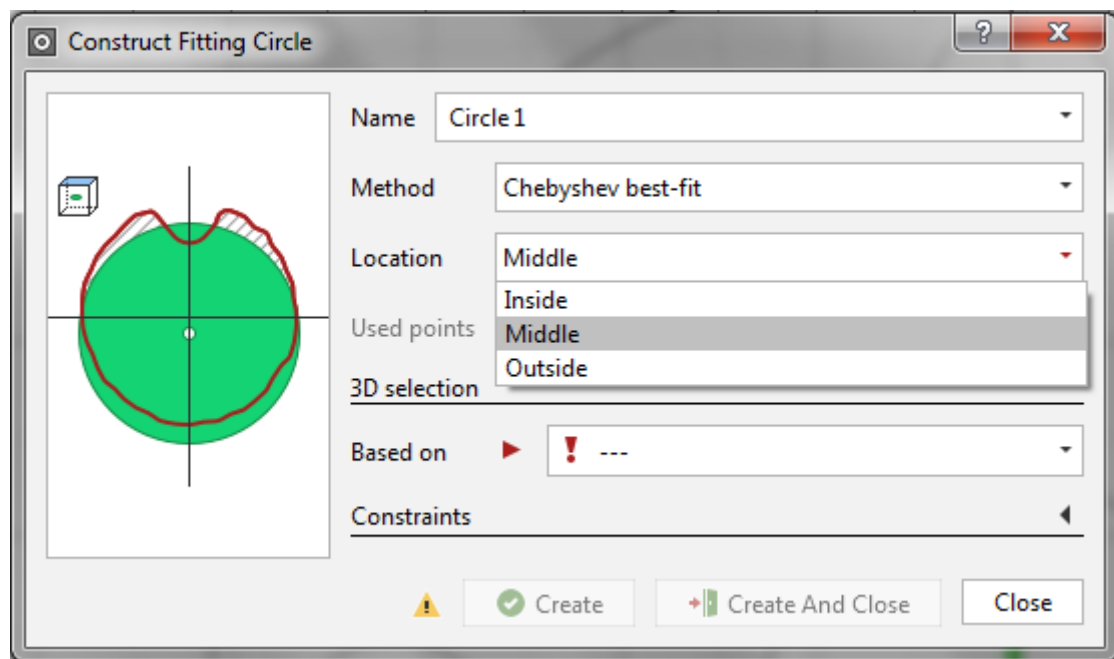 Construct Fitting Circle
?
Name Circle 1
Method Chebyshev best-fit
Location Middle
Inside
Used points Middle
Outside
3D selection
Based on ! ---
Constraints
Create Create And Close Close